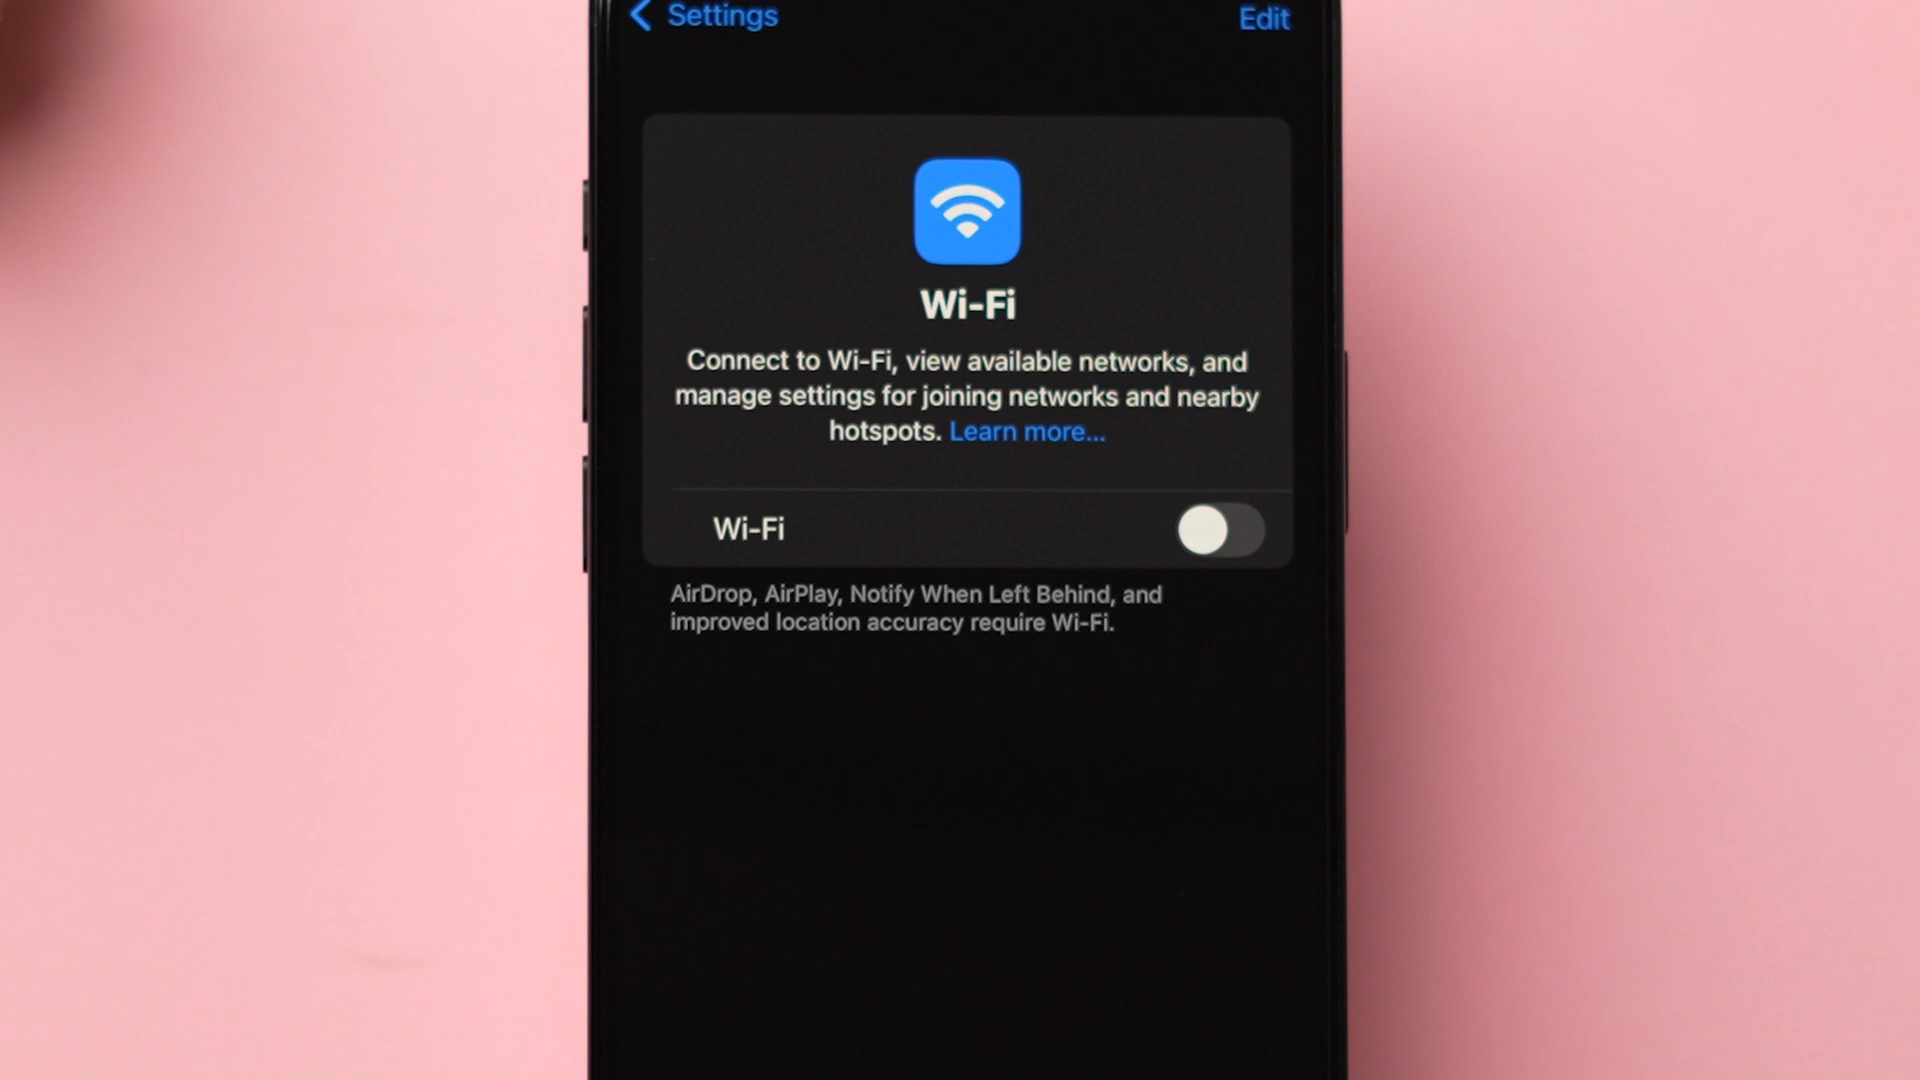 Settings
Edit
Wi-Fi
Connect to Wi-Fi, view available networks, and
manage settings for joining networks and nearby
hotspots. Learn more...
Wi-Fi
AirDrop, AirPlay, Notify When Left Behind, and
improved location accuracy require Wi-Fi.